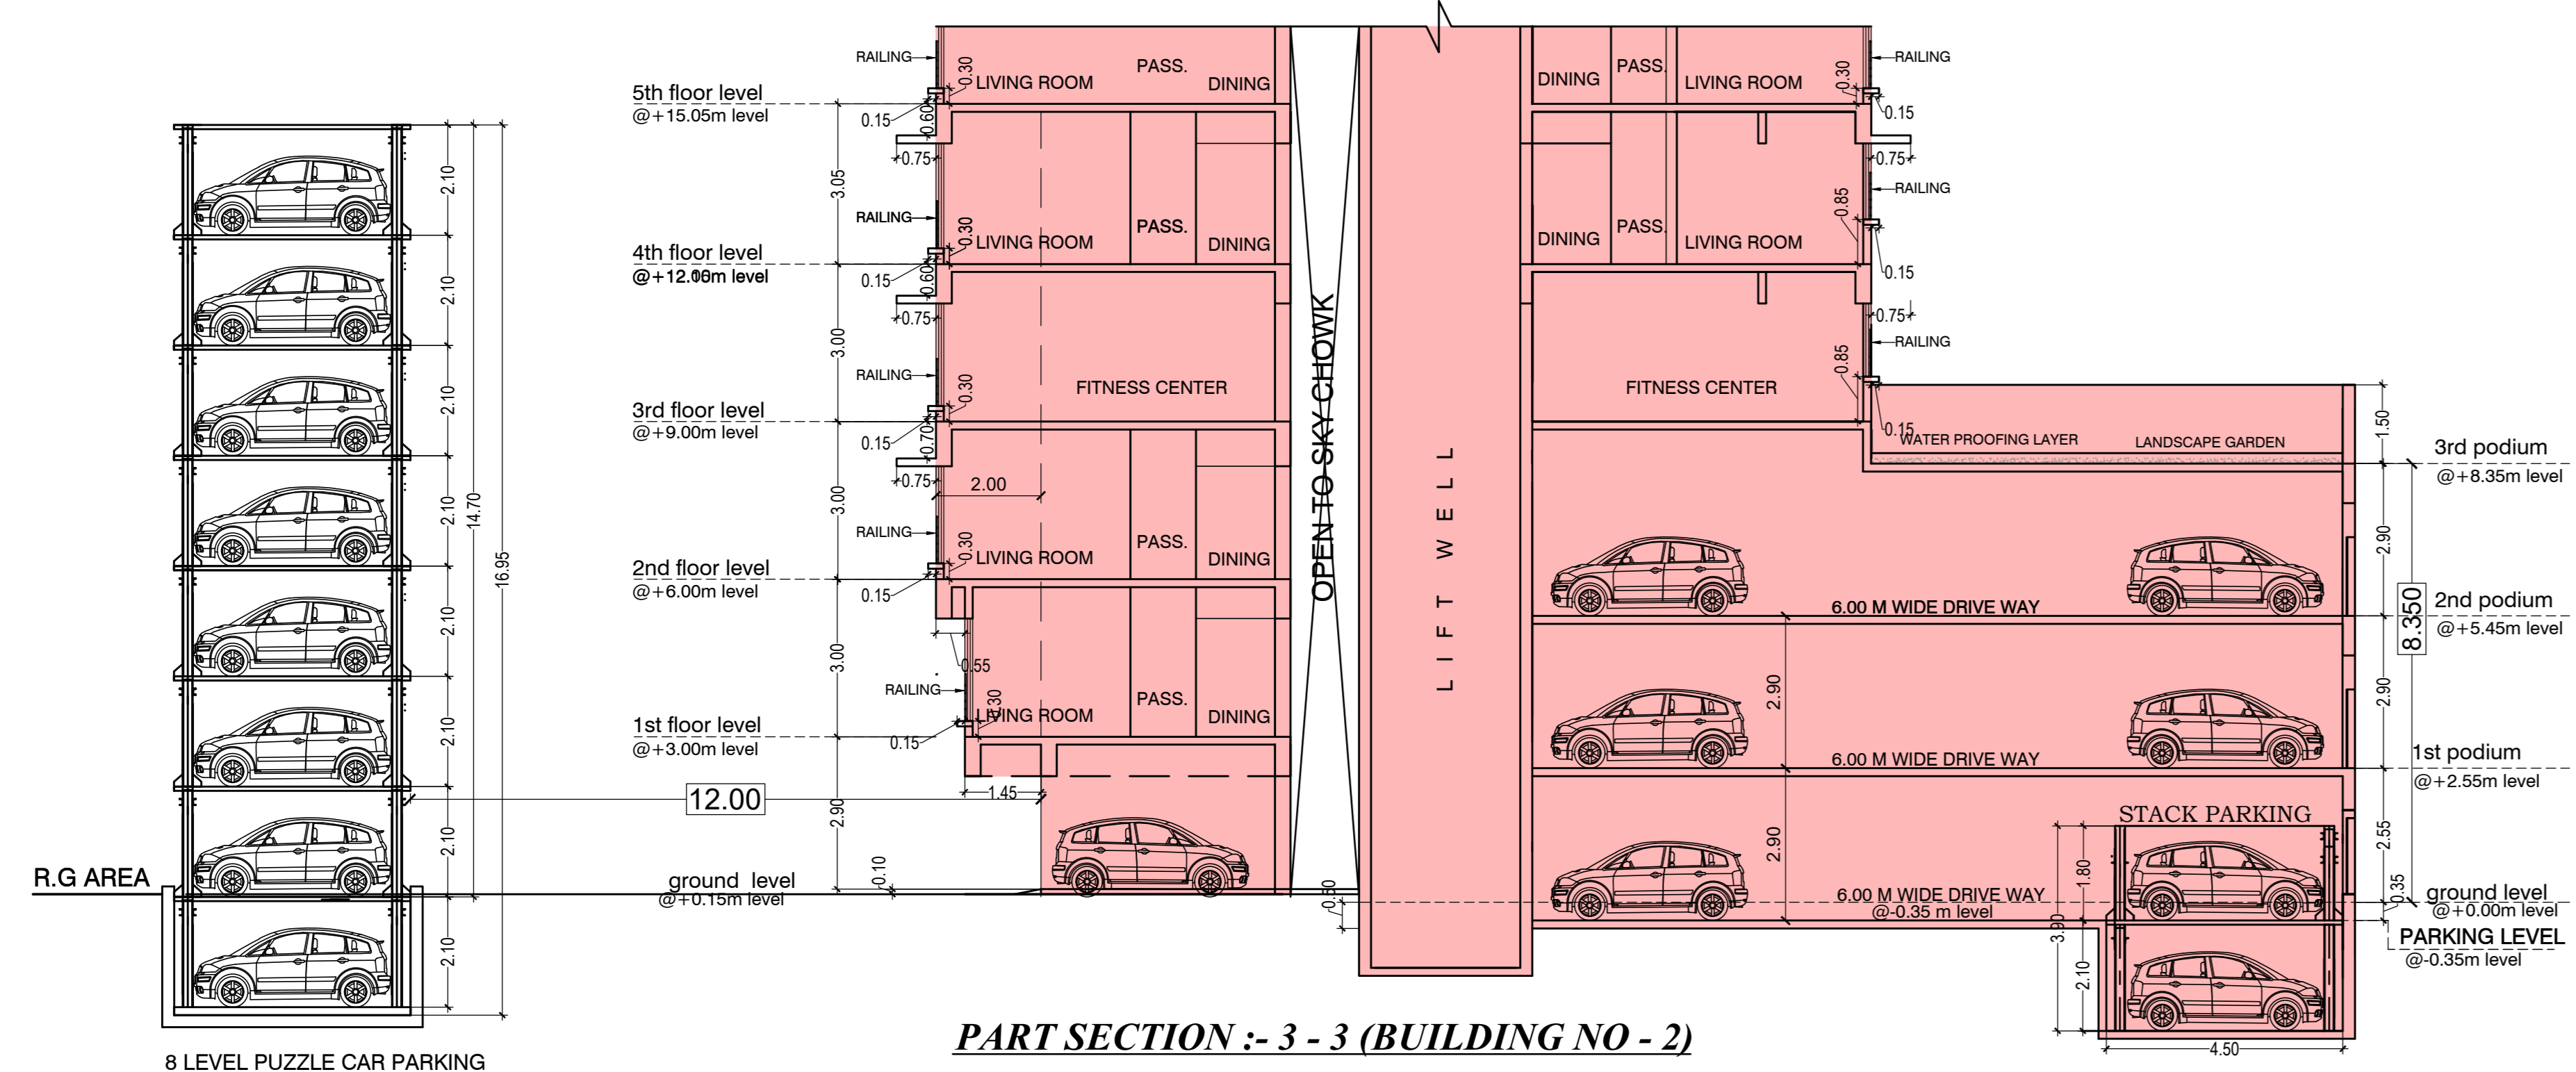 RAILING
0.30
LIVING ROOM
PASS.
DINING
DINING
PASS.
LIVING ROOM
0.30
RAILING
5th floor level
@+15.05m level
0.15
0.60
0.15
0.75
0.75
2.10
3.05
RAILING
RAILING
0.30
LIVING ROOM
PASS.
DINING
DINING
PASS.
LIVING ROOM
0.85
4th floor level
0.15
0.60
0.15
0.75
0.75
2.10
3.00
RAILING
0.30
FITNESS CENTER
OPEN TO SKY CHOWK
FITNESS CENTER
0.85
RAILING
3rd floor level
@+9.00m level
0.15
0.70
0.75
2.00
0.15
WATER PROOFING LAYER
LANDSCAPE GARDEN
1.50
3rd podium
@+8.35m level
2.10
2.10
14.70
16.95
3.00
RAILING
0.30
LIVING ROOM
PASS.
DINING
LIFT WELL
2.90
8.350
2nd floor level
@+6.00m level
0.15
6.00 M WIDE DRIVE WAY
2nd podium
@+5.45m level
2.10
3.00
0.55
RAILING
0.30
LIVING ROOM
PASS.
DINING
2.90
2.90
1st floor level
@+3.00m level
0.15
6.00 M WIDE DRIVE WAY
1st podium
@+2.55m level
2.10
12.00
1.45
2.90
2.90
STACK PARKING
2.55
2.10
R.G AREA
0.10
ground level
@+0.15m level
6.00 M WIDE DRIVE WAY
@-0.35 m level
1.80
0.35
ground level
@+0.00m level
3.90
PARKING LEVEL
@-0.35m level
2.10
2.10
4.50
PART SECTION :- 3 - 3 (BUILDING NO - 2)
8 LEVEL PUZZLE CAR PARKING